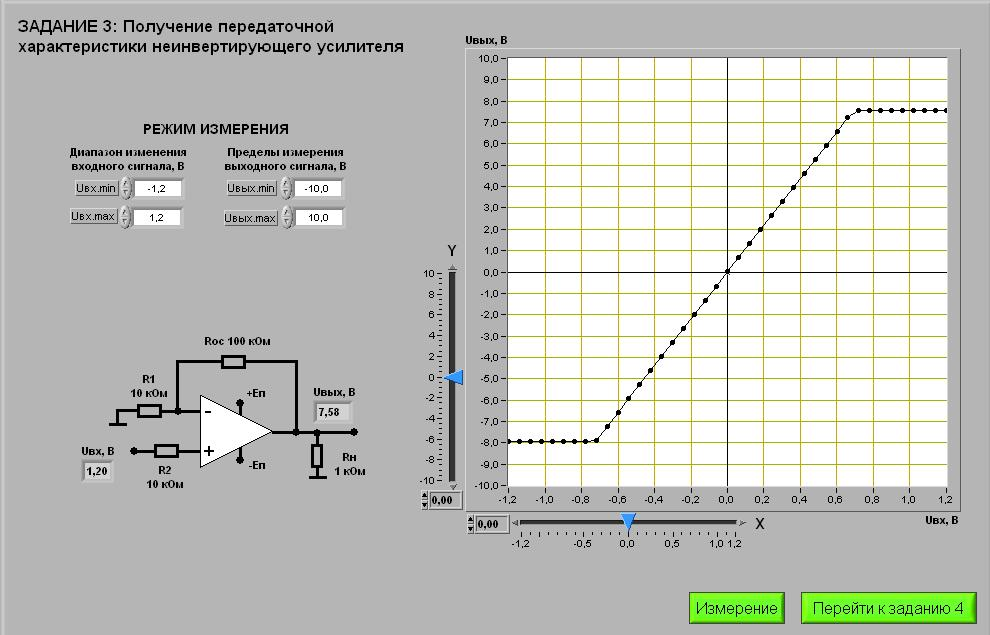 ЗАДАНИЕ 3: Получение передаточной
характеристики неинвертирующего усилителя
РЕЖИМ ИЗМЕРЕНИЯ
Диапазон изменения
входного сигнала, В
Пределы измерения
выходного сигнала, В
Uвх.min -1,2
Uвых.min -10,0
Uвх.max 1,2
Uвых.max 10,0
Rос 100 кОм
R1
10 кОм
+Eп
-
+
Uвых, В
7,58
Uвх, В
1,20
R2
10 кОм
-Eп
Rн
1 кОм
Y
10
8
6
4
2
0
-2
-4
-6
-8
-10
0,00
Uвых, В
10,0
9,0
8,0
7,0
6,0
5,0
4,0
3,0
2,0
1,0
0,0
-1,0
-2,0
-3,0
-4,0
-5,0
-6,0
-7,0
-8,0
-9,0
-10,0
-1,2 -1,0 -0,8 -0,6 -0,4 -0,2 0,0 0,2 0,4 0,6 0,8 1,0 1,2
Uвх, В
0,00
X
-1,2 -0,5 0,0 0,5 1,0 1,2
Измерение
Перейти к заданию 4